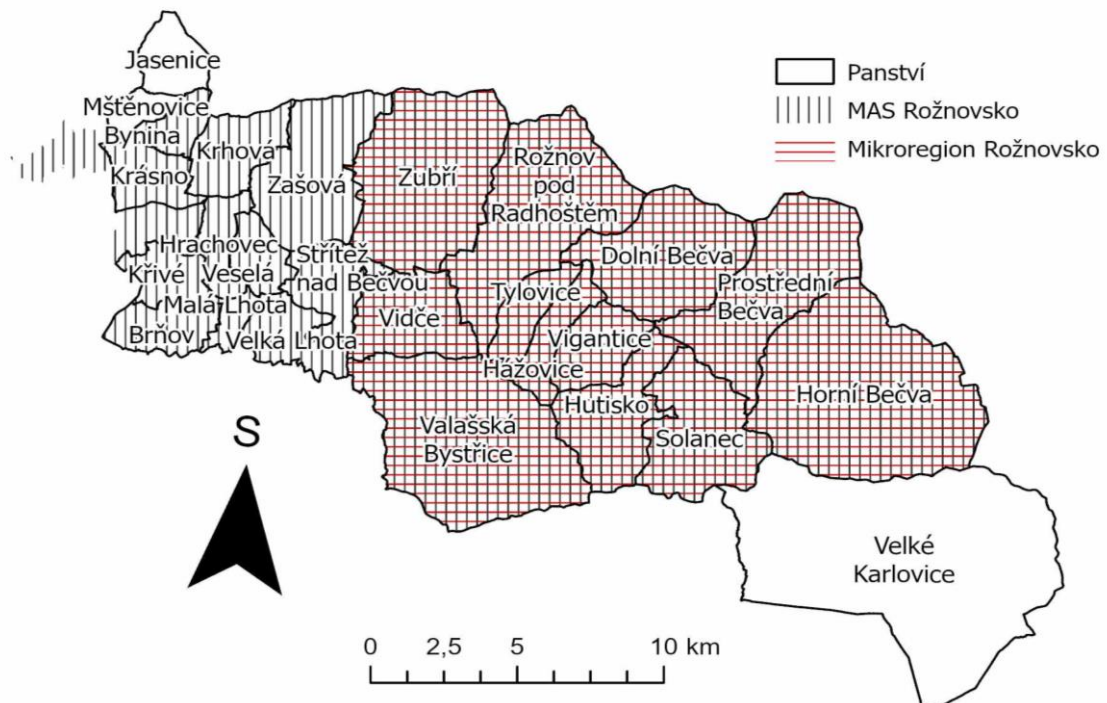 Jasenice
Mštěnovice
Bynina
Krásno
Krhová
Zašová
Zubří
Rožnov
pod
Radhoštěm
Panství
MAS Rožnovsko
Mikroregion Rožnovsko
Hrachovec
Křivé
Veselá
Střítež
nad Bečvou
Malá Lhota
Brňov
Velká Lhota
Vidče
Tylovice
Dolní Bečva
Prostřední
Bečva
Vigantice
Hážovice
Hutisko
Horní Bečva
Valašská
Bystřice
Solanec
S
Velké
Karlovice
0 2,5 5 10 km